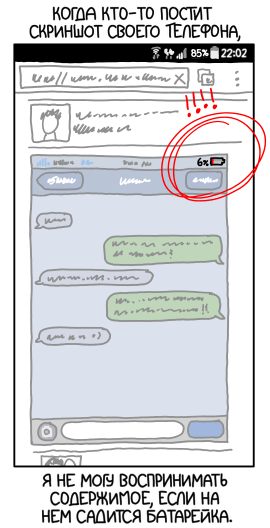 КОГДА КТО-ТО ПОСТИТ
СКРИНШОТ СВОЕГО ТЕЛЕФОНА,
85% 22:02
!!!!
6%
Я НЕ МОГУ ВОСПРИНИМАТЬ
СОДЕРЖИМОЕ, ЕСЛИ НА
НЕМ САДИТСЯ БАТАРЕЙКА.